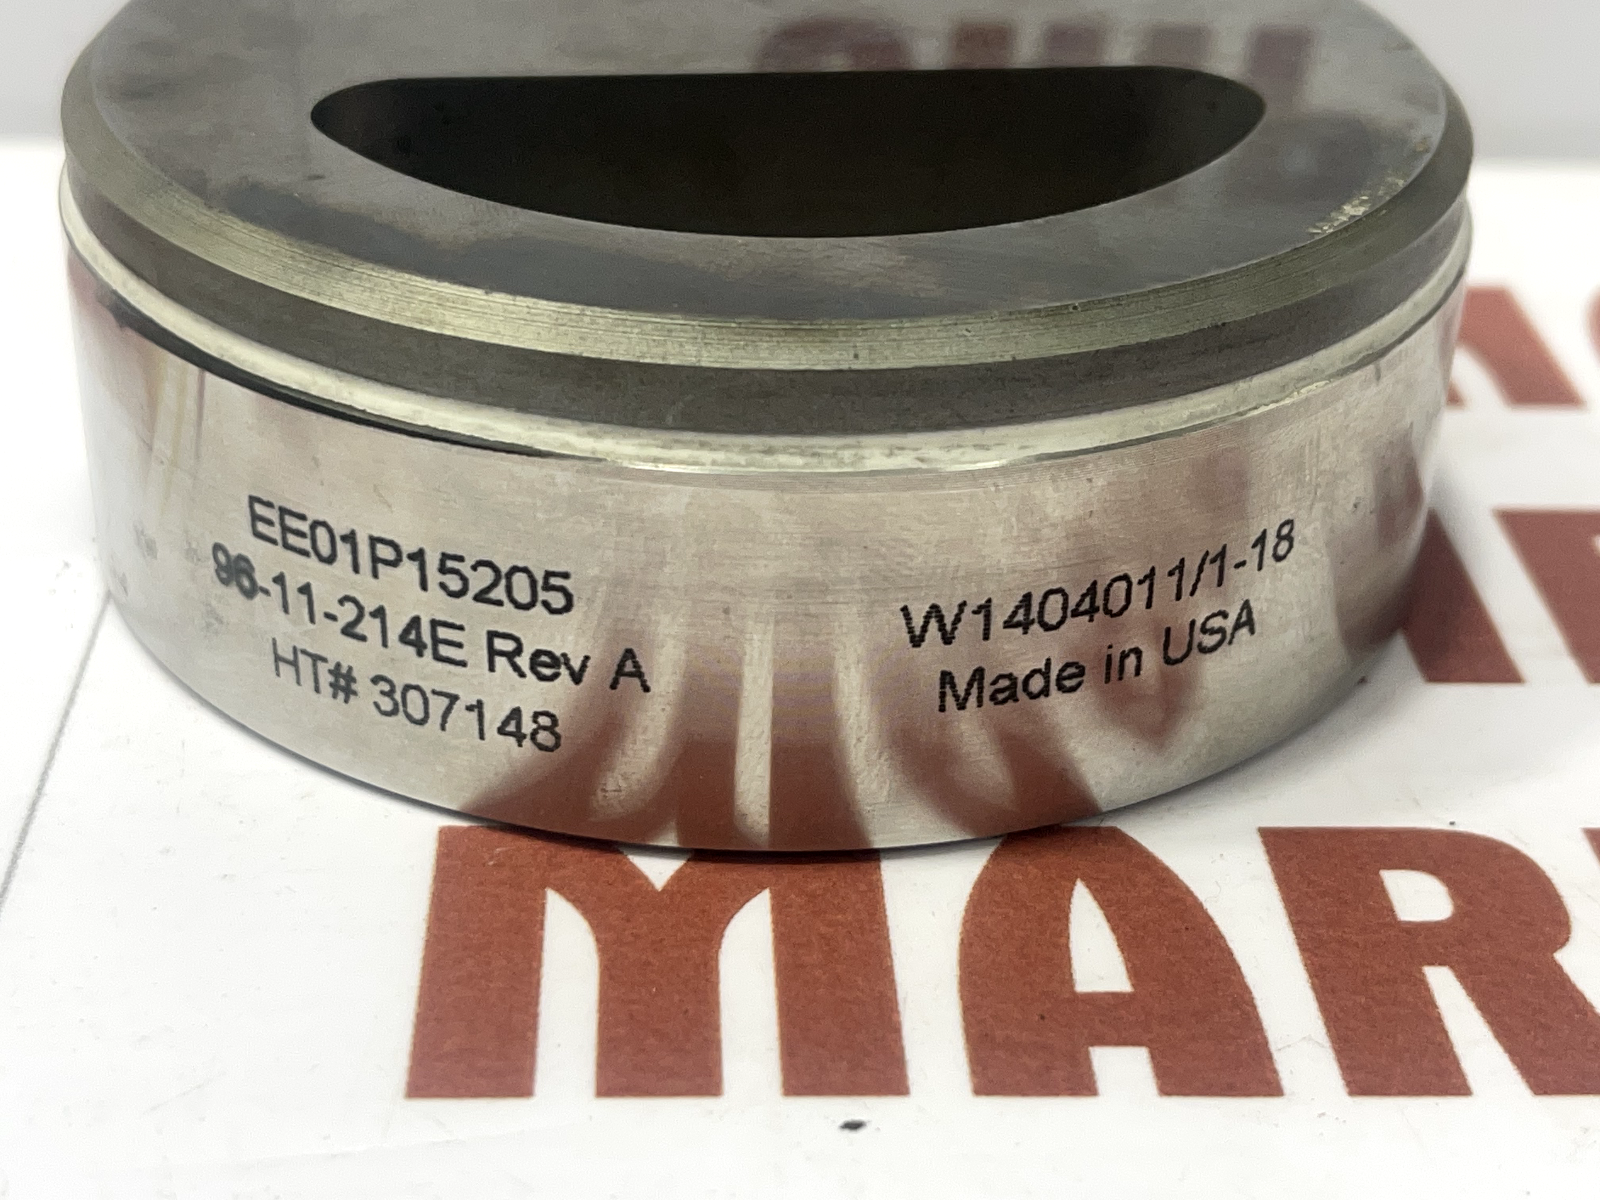 EE01P15205
96-11-214E Rev A
HT# 307148
W1404011/1-18
Made in USA
MAR